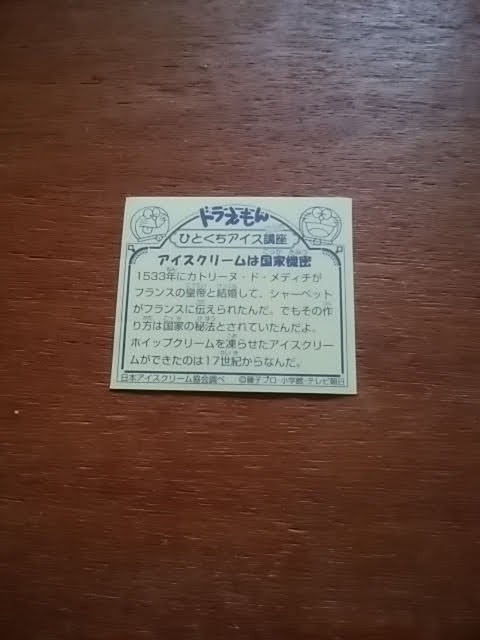 ドラえもん
ひとくちアイス講座
アイスクリームは国家機密
1533年にカトリーヌ・ド・メディチが
フランスの皇帝と結婚して、シャーベット
がフランスに伝えられたんだ。でもその作
り方は国家の秘法とされていたんだよ。
ホイップクリームを凍らせたアイスクリー
ムができたのは17世紀からなんだ。
日本アイスクリーム協会調べ ©藤子プロ・小学館・テレビ朝日